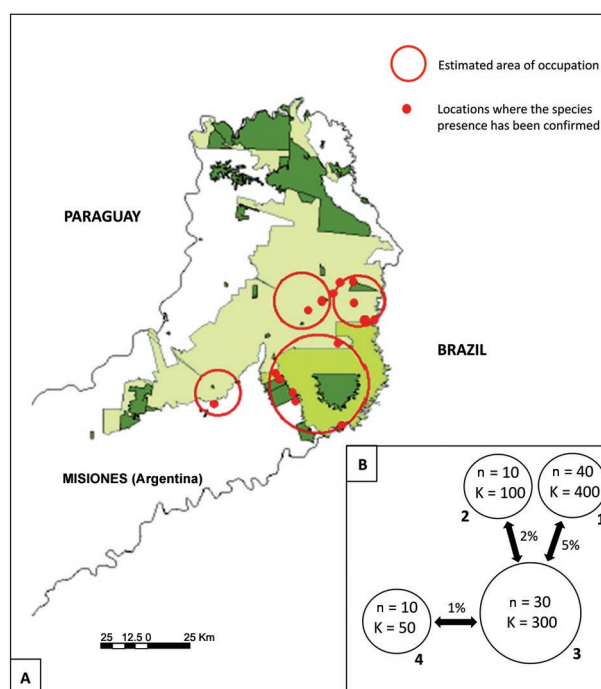 Estimated area of occupation
Locations where the species
presence has been confirmed
PARAGUAY
BRAZIL
MISIONES (Argentina)
25 12.5 0 25 Km
A
B
n = 10
K = 100
2
n = 40
K = 400
1
2%
5%
n = 10
K = 50
4
1%
n = 30
K = 300
3